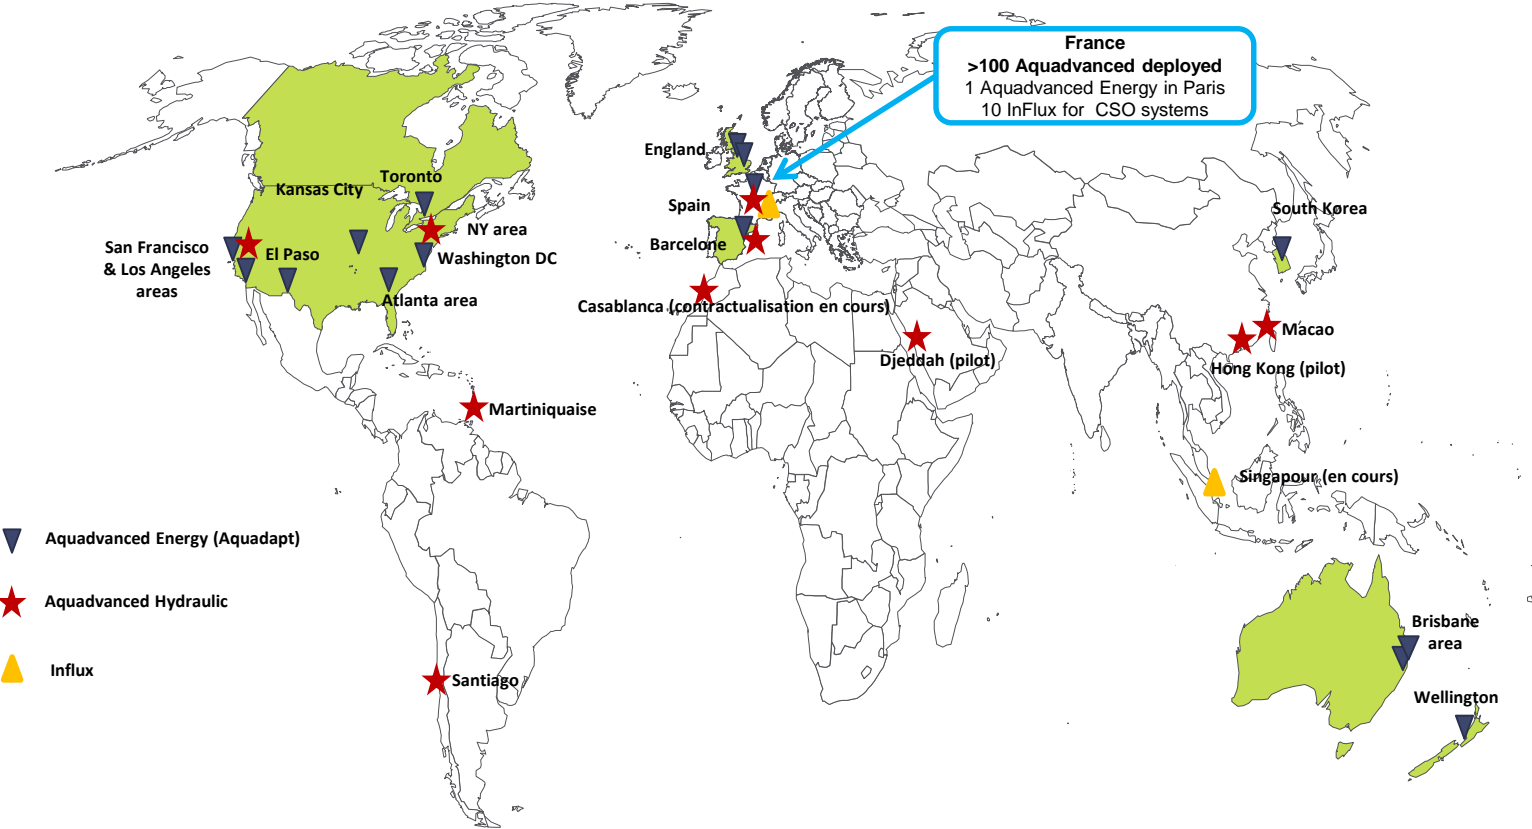 France
>100 Aquadvanced deployed
1 Aquadvanced Energy in Paris
10 InFlux for CSO systems
England
Toronto
Kansas City
Spain
South Korea
NY area
Barcelone
San Francisco
& Los Angeles
areas
El Paso
Washington DC
Atlanta area
Casablanca (contractualisation en cours)
Macao
Djeddah (pilot)
Hong Kong (pilot)
Martiniquaise
Singapour (en cours)
Aquadvanced Energy (Aquadapt)
Aquadvanced Hydraulic
Brisbane
area
Influx
Santiago
Wellington